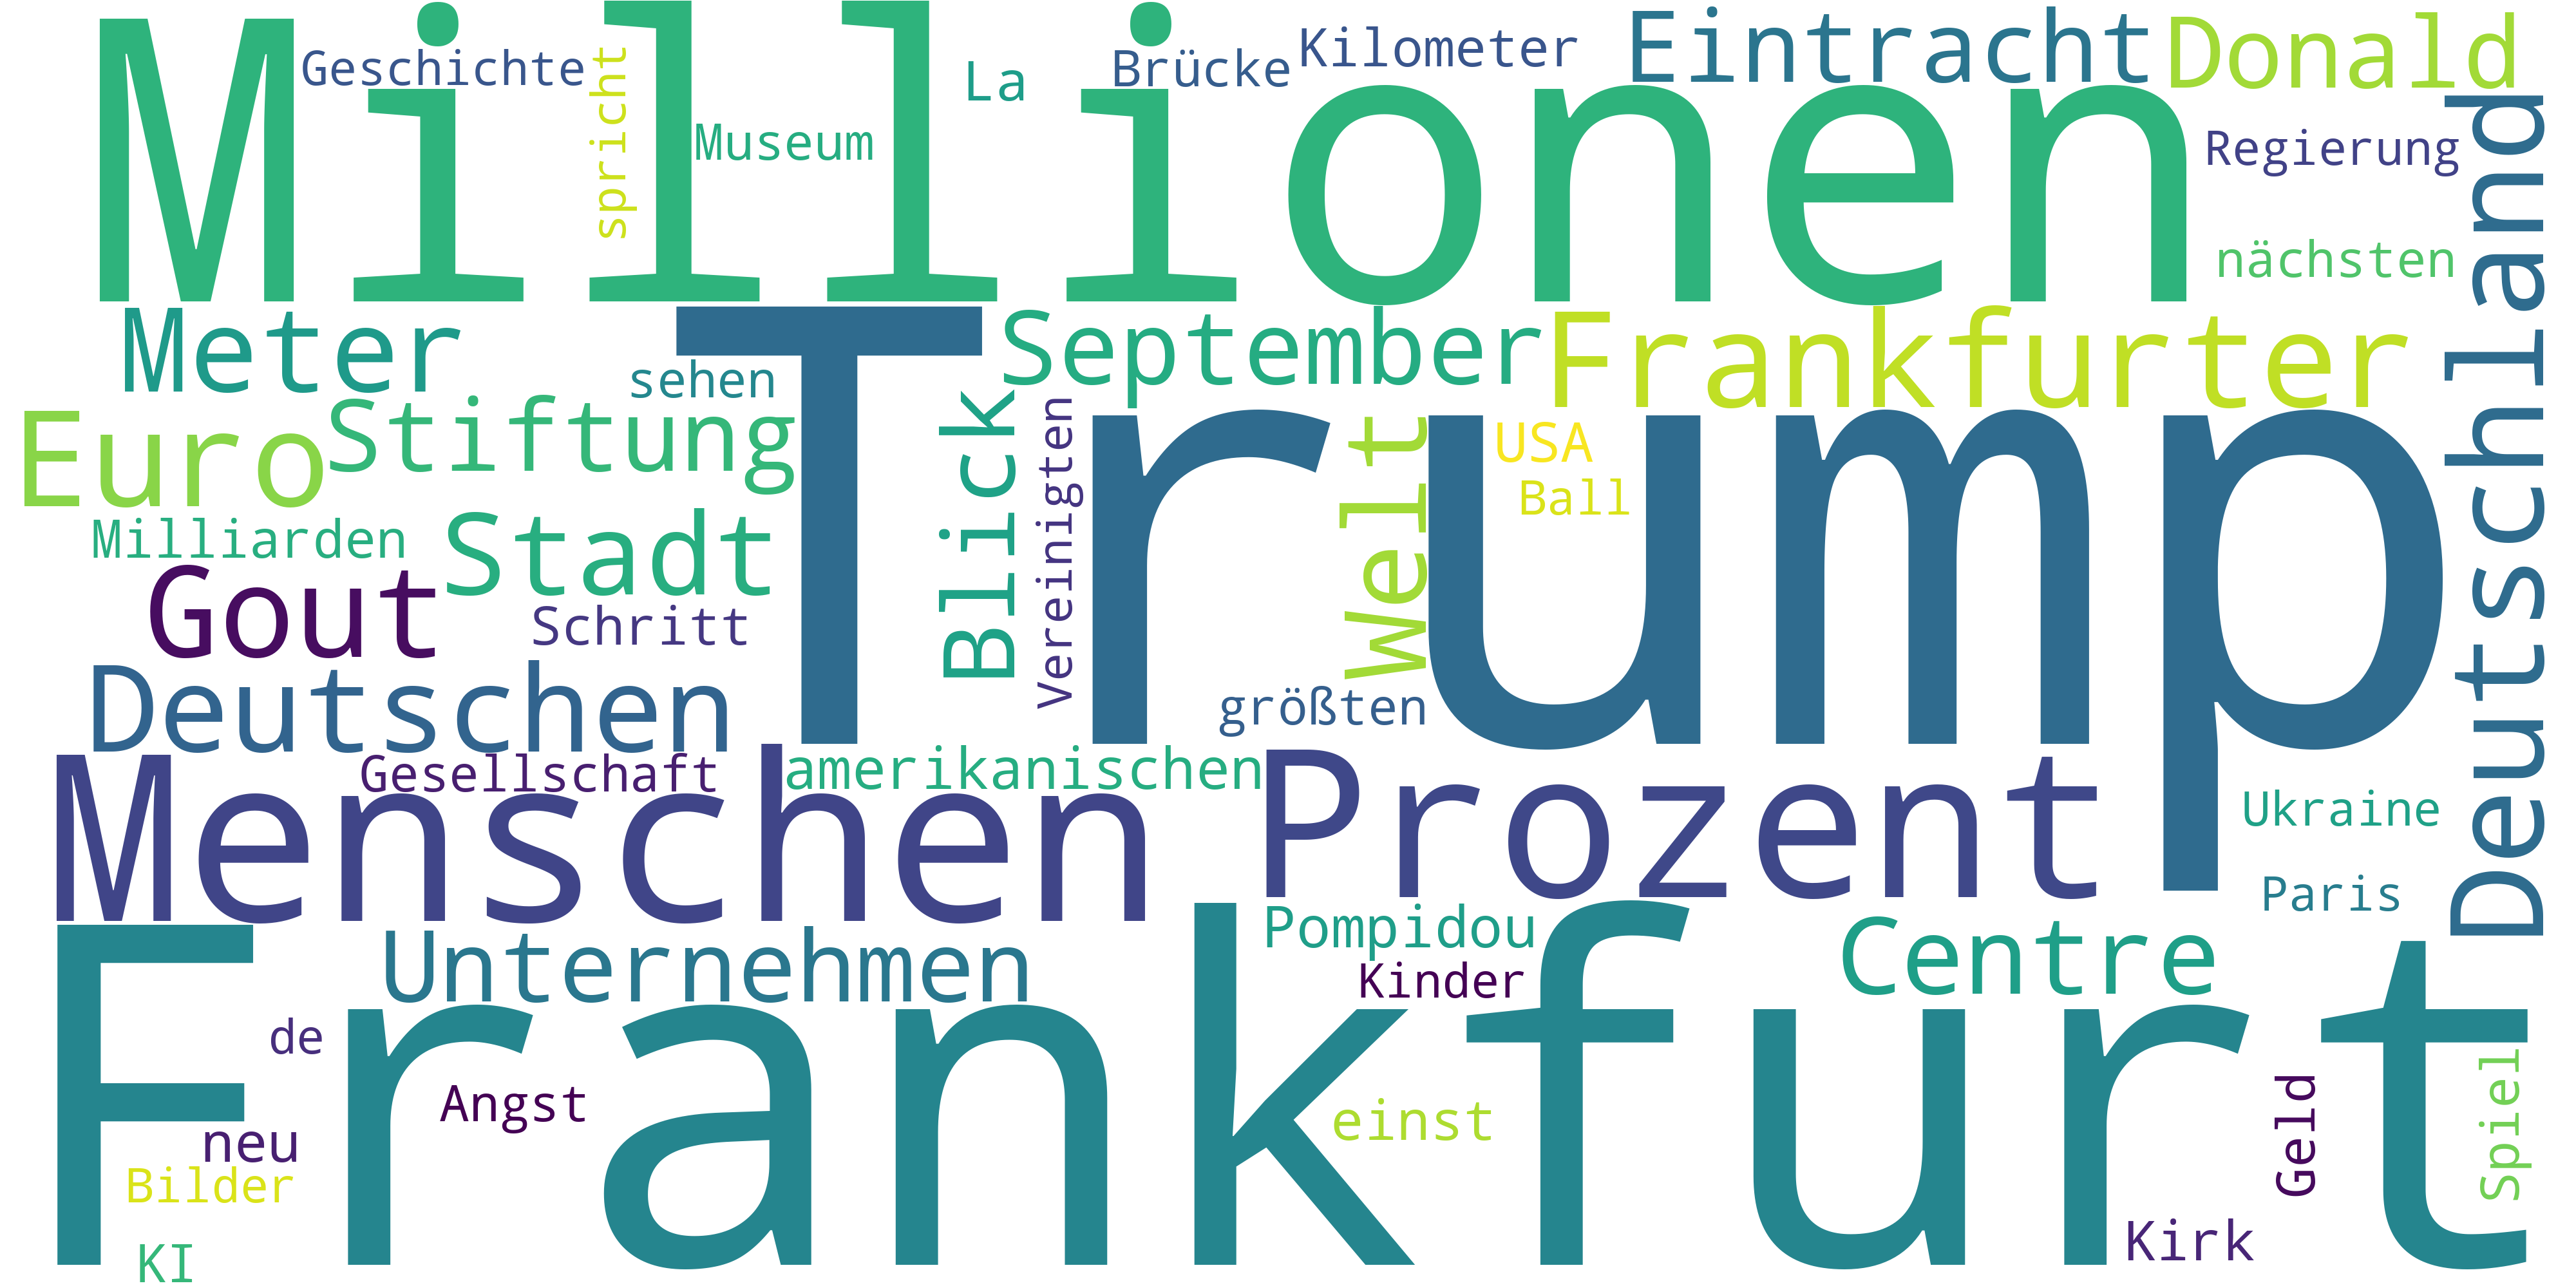 Millionen
Geschichte
spricht
Museum
La
Brücke
Kilometer
Eintracht
Donald
Regierung
nächsten
Deutschland
Meter
September
Frankfurter
sehen
Trump
Euro
Stiftung
Blick
Vereinigten
Welt
USA
Ball
Milliarden
Stadt
Gout
Schritt
Deutschen
größten
Menschen
Gesellschaft
amerikanischen
Prozent
Ukraine
Paris
Unternehmen
Pompidou
Kinder
Centre
Frankfurt
de
Angst
neu
einst
Geld
Spiel
Bilder
KI
Kirk